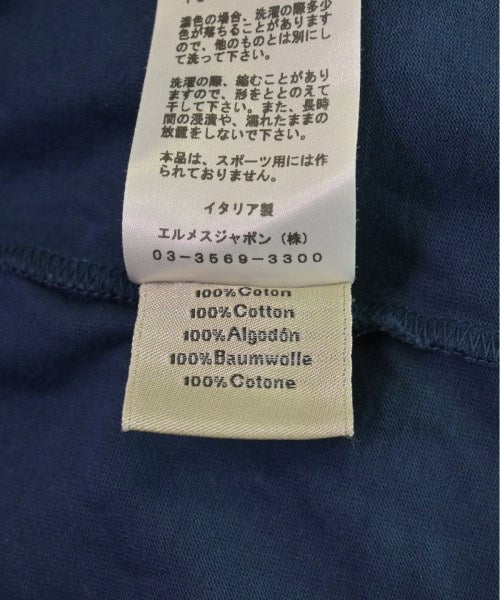 濃色の場合、洗濯の際多少
色が落ちることがあります
ので、他のものとは別にし
て洗って下さい。
洗濯の際、縮むことがあり
ますので、形をととのえて
干して下さい。また、長時
間の浸漬や、濡れたままの
放置をしないで下さい。
本品は、スポーツ用には作
られておりません。
イタリア製
エルメスジャポン（株）
03-3569-3300
100%Coton
100%Cotton
100%Algodón
100%Baumwolle
100%Cotone